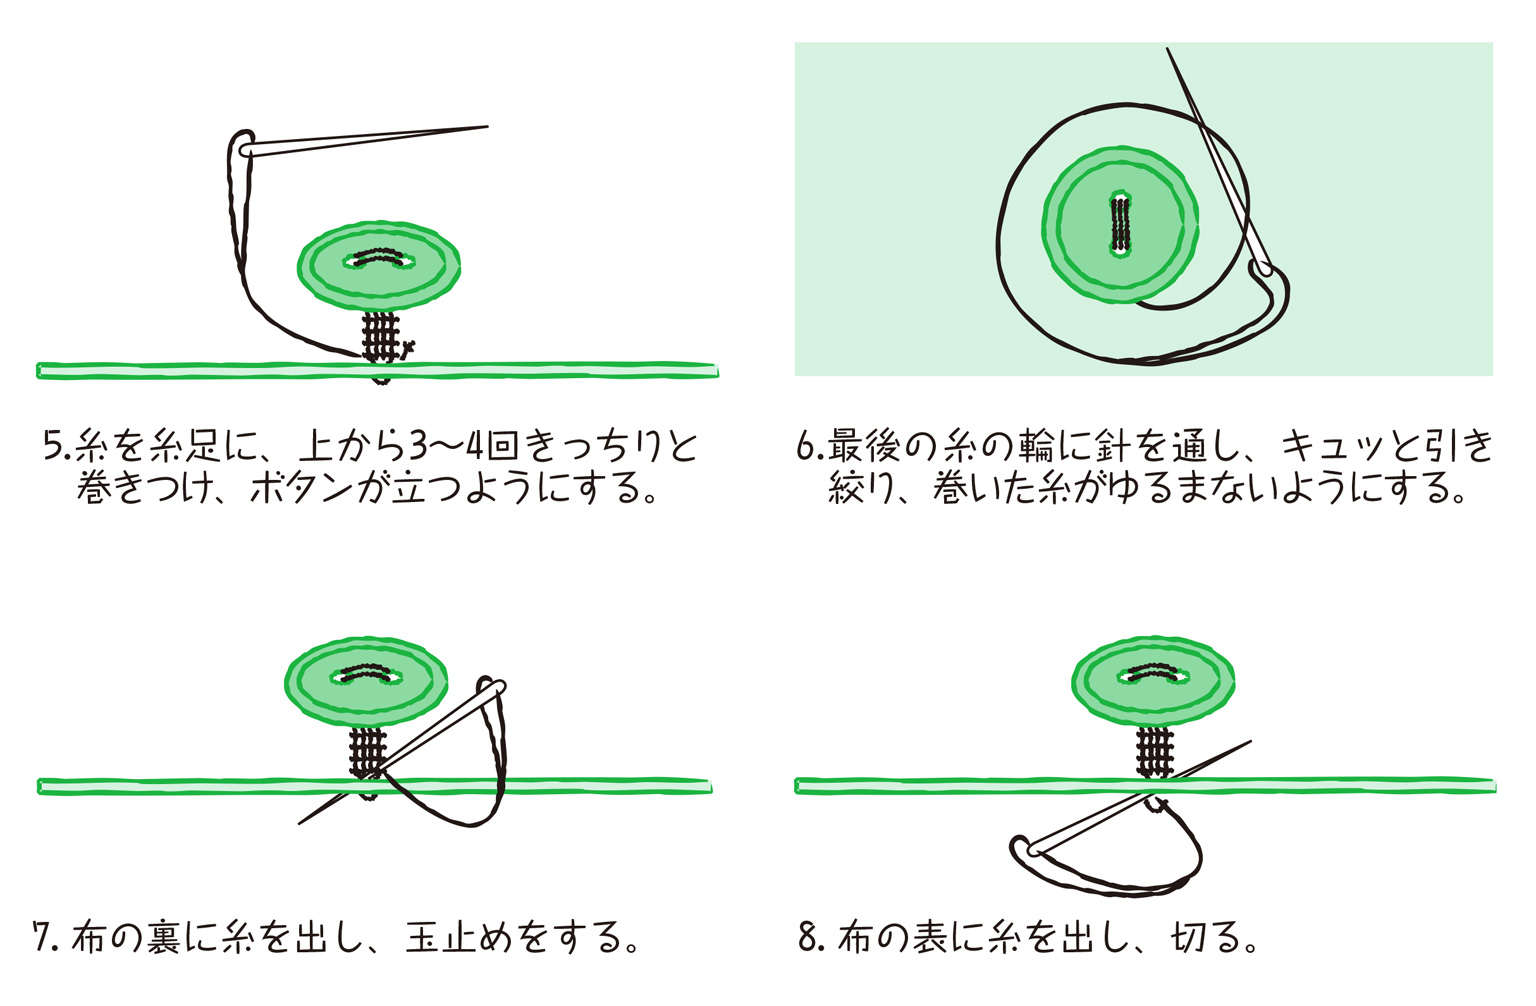 5.糸を糸足に、上から3〜4回きっちりと
巻きつけ、ボタンが立つようにする。
6.最後の糸の輪に針を通し、キュッと引き
絞り、巻いた糸がゆるまないようにする。
7. 布の裏に糸を出し、玉止めをする。
8. 布の表に糸を出し、切る。